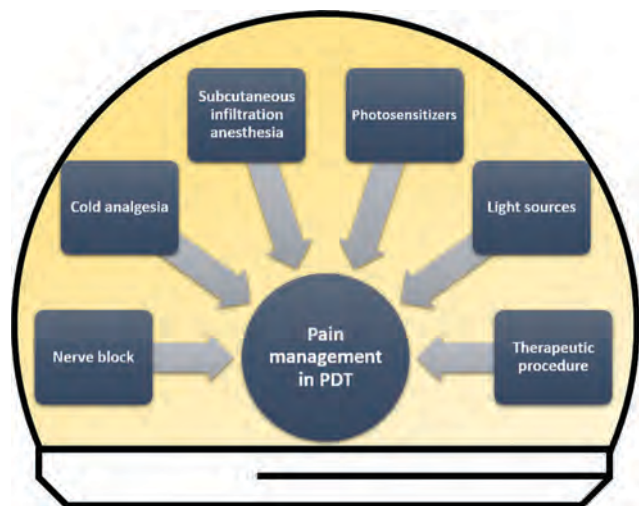 Subcutaneous
infiltration
anesthesia
Photosensitizers
Cold analgesia
Light sources
Nerve block
Pain
management
in PDT
Therapeutic
procedure